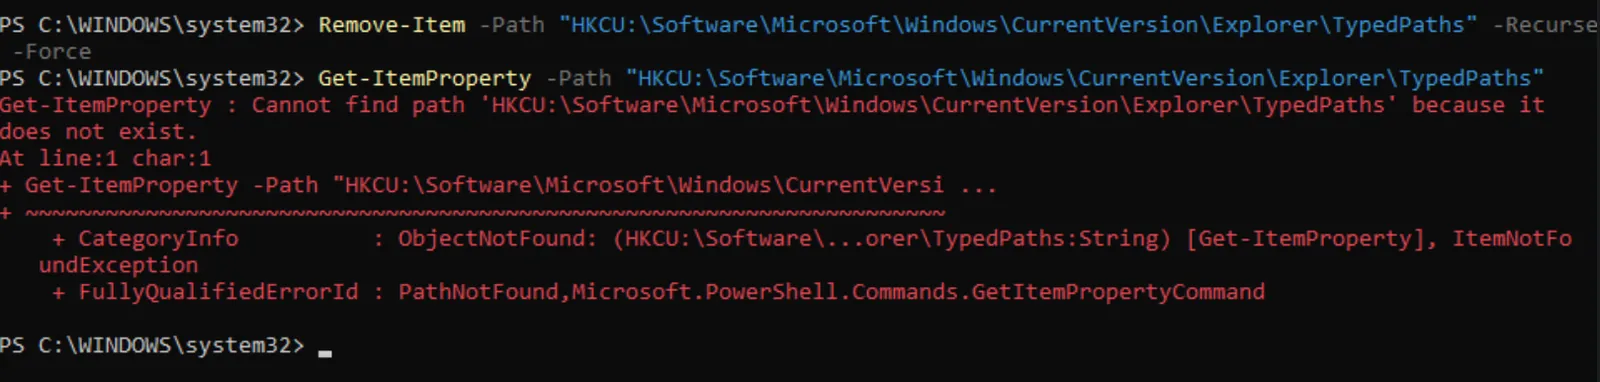 PS C:\WINDOWS\system32> Remove-Item -Path "HKCU:\Software\Microsoft\Windows\CurrentVersion\Explorer\TypedPaths" -Recurse
-Force
PS C:\WINDOWS\system32> Get-ItemProperty -Path "HKCU:\Software\Microsoft\Windows\CurrentVersion\Explorer\TypedPaths"
Get-ItemProperty : Cannot find path 'HKCU:\Software\Microsoft\Windows\CurrentVersion\Explorer\TypedPaths' because it
does not exist.
At line:1 char:1
+ Get-ItemProperty -Path "HKCU:\Software\Microsoft\Windows\CurrentVersi ...
+ ~~~~~~~~~~~~~~~~~~~~~~~~~~~~~~~~~~~~~~~~~~~~~~~~~~~~~~~~~~~~~~~~~~~~~
    + CategoryInfo          : ObjectNotFound: (HKCU:\Software\...orer\TypedPaths:String) [Get-ItemProperty], ItemNotFo
   undException
    + FullyQualifiedErrorId : PathNotFound,Microsoft.PowerShell.Commands.GetItemPropertyCommand
PS C:\WINDOWS\system32>